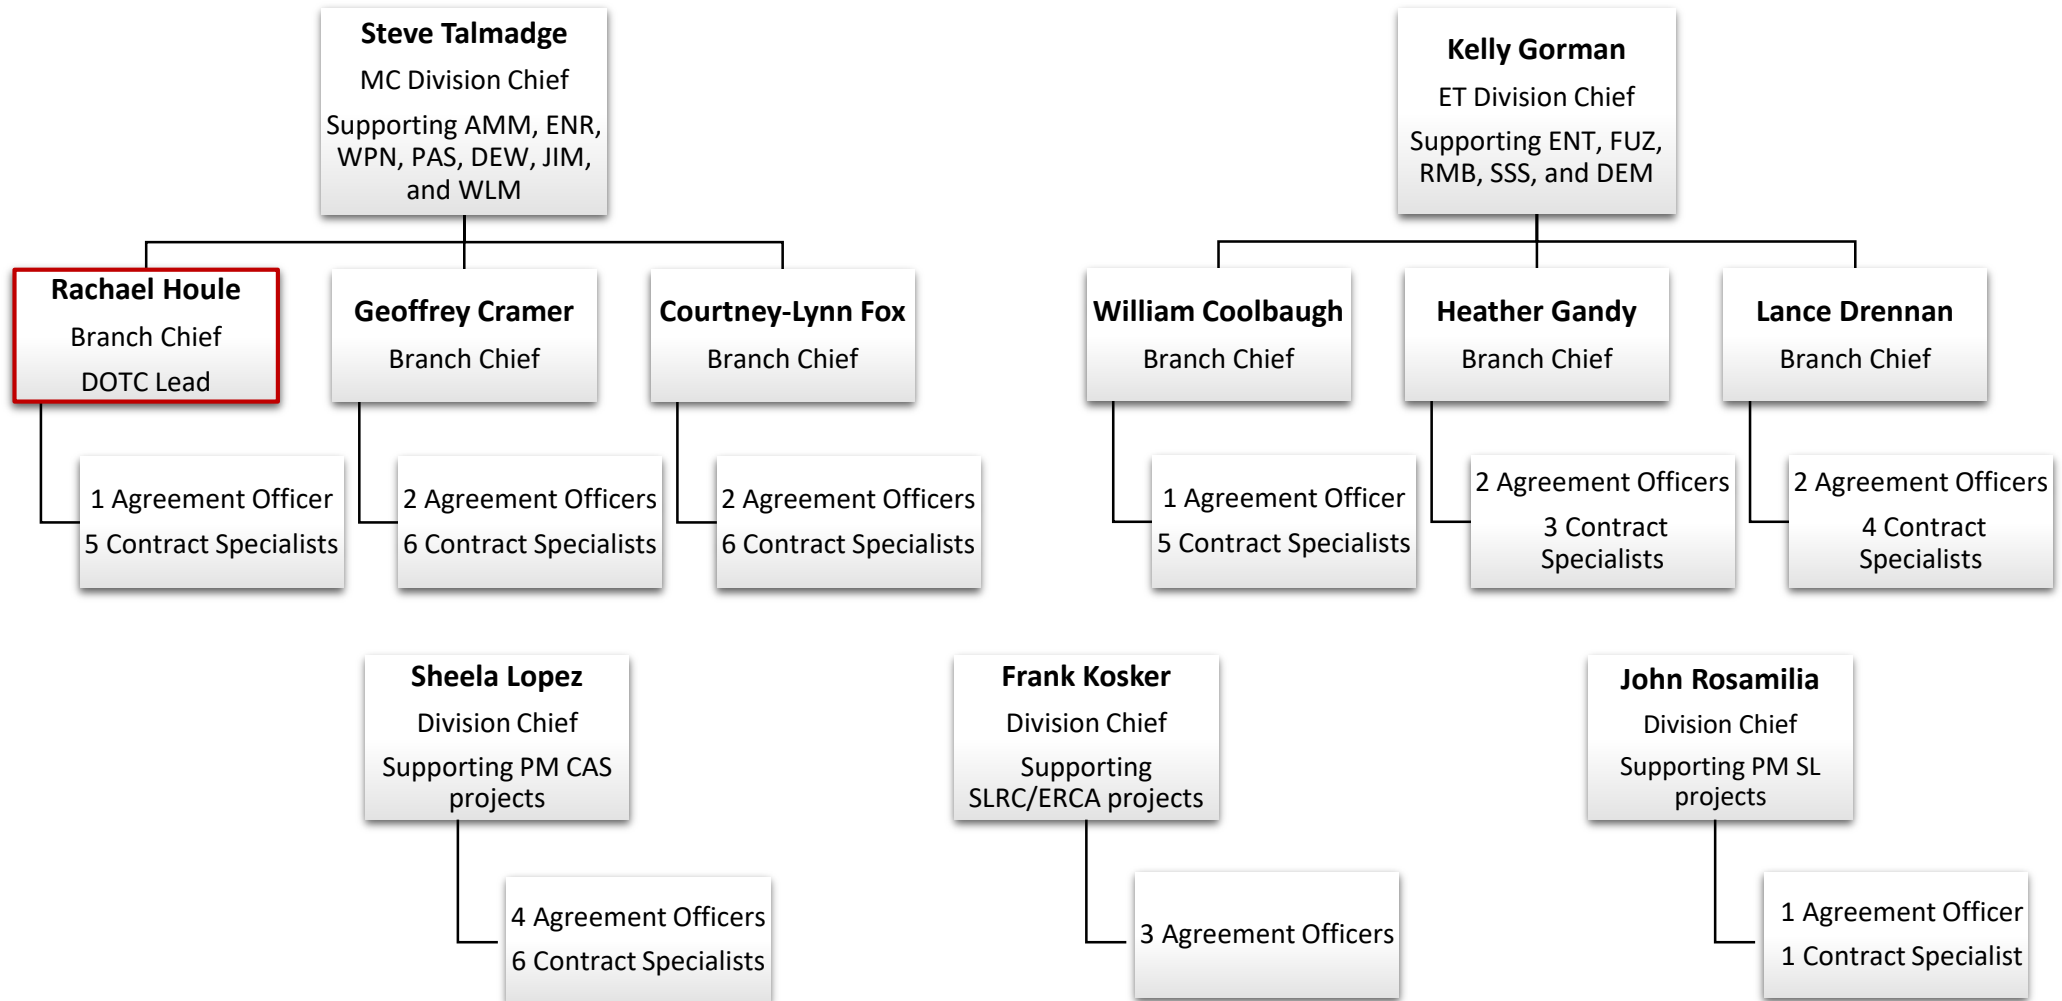 Steve Talmadge
MC Division Chief
Supporting AMM, ENR,
WPN, PAS, DEW, JIM,
and WLM
Kelly Gorman
ET Division Chief
Supporting ENT, FUZ,
RMB, SSS, and DEM
Rachael Houle
Branch Chief
DOTC Lead
Geoffrey Cramer
Branch Chief
Courtney-Lynn Fox
Branch Chief
William Coolbaugh
Branch Chief
Heather Gandy
Branch Chief
Lance Drennan
Branch Chief
1 Agreement Officer
5 Contract Specialists
2 Agreement Officers
6 Contract Specialists
2 Agreement Officers
6 Contract Specialists
1 Agreement Officer
5 Contract Specialists
2 Agreement Officers
3 Contract
Specialists
2 Agreement Officers
4 Contract
Specialists
Sheela Lopez
Division Chief
Supporting PM CAS
projects
Frank Kosker
Division Chief
Supporting
SLRC/ERCA projects
John Rosamilia
Division Chief
Supporting PM SL
projects
4 Agreement Officers
6 Contract Specialists
3 Agreement Officers
1 Agreement Officer
1 Contract Specialist